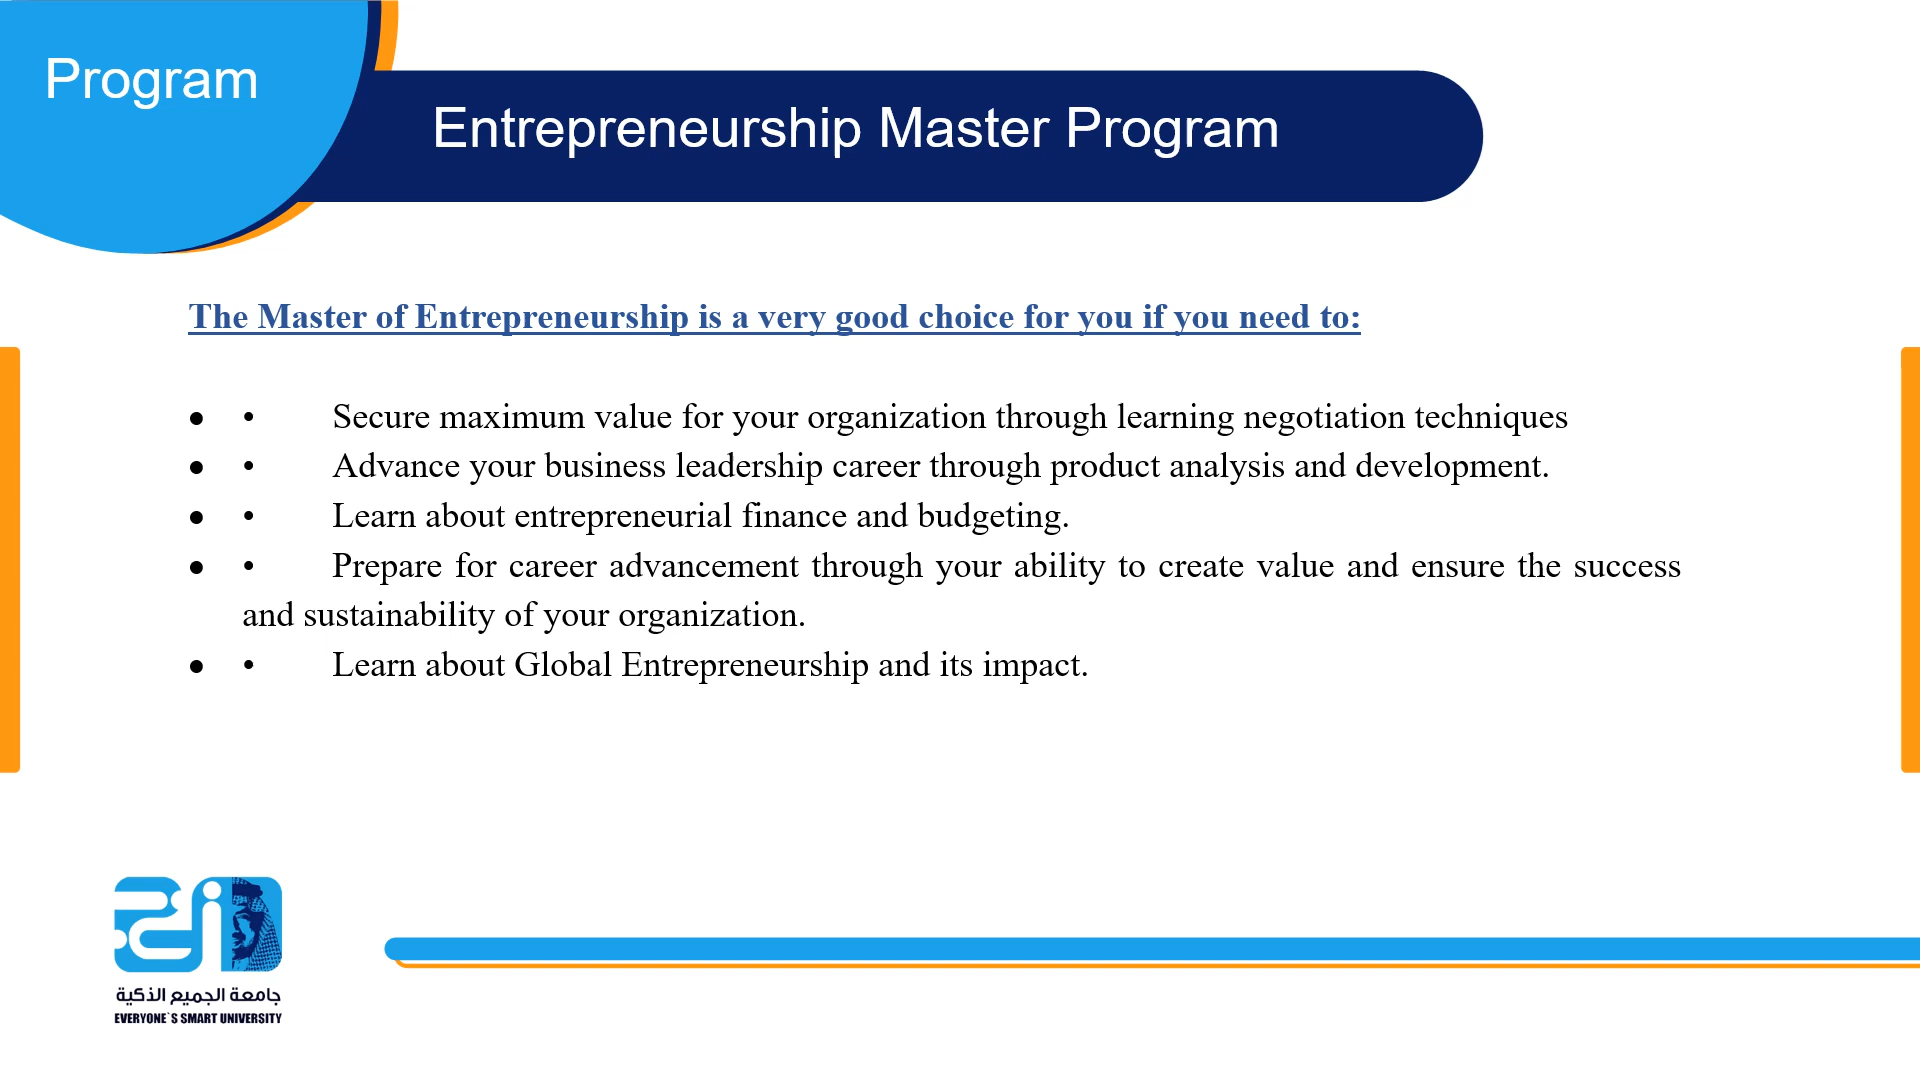 Program
Entrepreneurship Master Program
The Master of Entrepreneurship is a very good choice for you if you need to:
• • Secure maximum value for your organization through learning negotiation techniques
• • Advance your business leadership career through product analysis and development.
• • Learn about entrepreneurial finance and budgeting.
• • Prepare for career advancement through your ability to create value and ensure the success
and sustainability of your organization.
• • Learn about Global Entrepreneurship and its impact.
جامعة الجميع الذكية
EVERYONE`S SMART UNIVERSITY